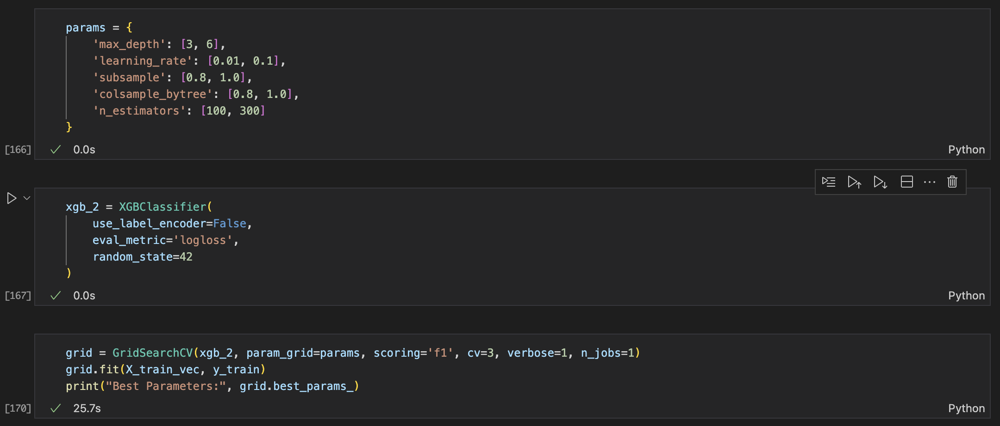 params = {
    'max_depth': [3, 6],
    'learning_rate': [0.01, 0.1],
    'subsample': [0.8, 1.0],
    'colsample_bytree': [0.8, 1.0],
    'n_estimators': [100, 300]
}
[166] ✓ 0.0s Python
xgb_2 = XGBClassifier(
    use_label_encoder=False,
    eval_metric='logloss',
    random_state=42
)
[167] ✓ 0.0s Python
grid = GridSearchCV(xgb_2, param_grid=params, scoring='f1', cv=3, verbose=1, n_jobs=1)
grid.fit(X_train_vec, y_train)
print("Best Parameters:", grid.best_params_)
[170] ✓ 25.7s Python